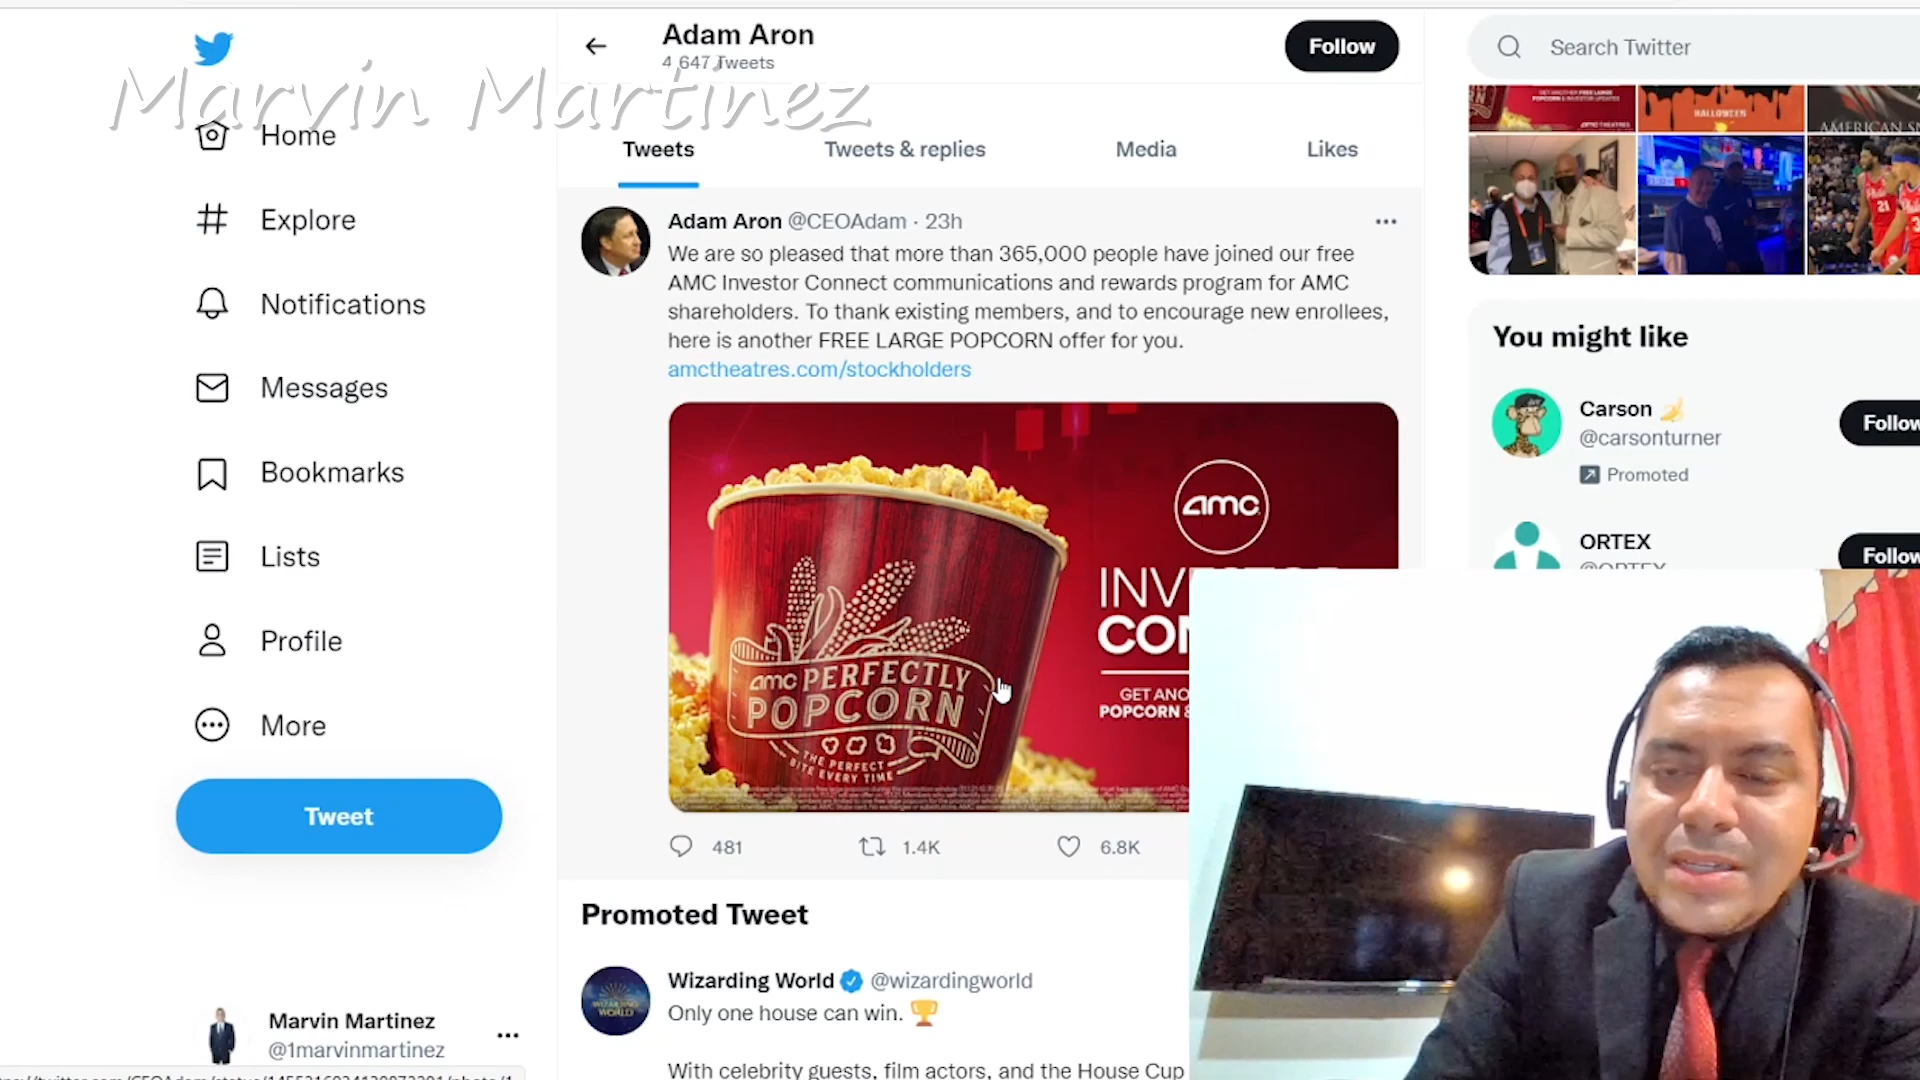 Adam Aron
4,647 Tweets
Follow
Search Twitter
Marvin Martinez
Home
Explore
Notifications
Messages
Bookmarks
Lists
Profile
More
Tweet
Marvin Martinez
@1marvinmartinez
Tweets
Tweets & replies
Media
Likes
Adam Aron @CEOAdam · 23h
We are so pleased that more than 365,000 people have joined our free
AMC Investor Connect communications and rewards program for AMC
shareholders. To thank existing members, and to encourage new enrollees,
here is another FREE LARGE POPCORN offer for you.
amctheatres.com/stockholders
amc
PERFECTLY
POPCORN
THE PERFECT
BITE EVERY TIME
amc
INV
CON
GET ANO
POPCORN &
481
1.4K
6.8K
Promoted Tweet
Wizarding World @wizardingworld
Only one house can win.
With celebrity guests, film actors, and the House Cup
HALLOWEEN
AMERICAN
You might like
Carson
@carsonturner
Promoted
Follow
ORTEX
@ORTEX
Follow